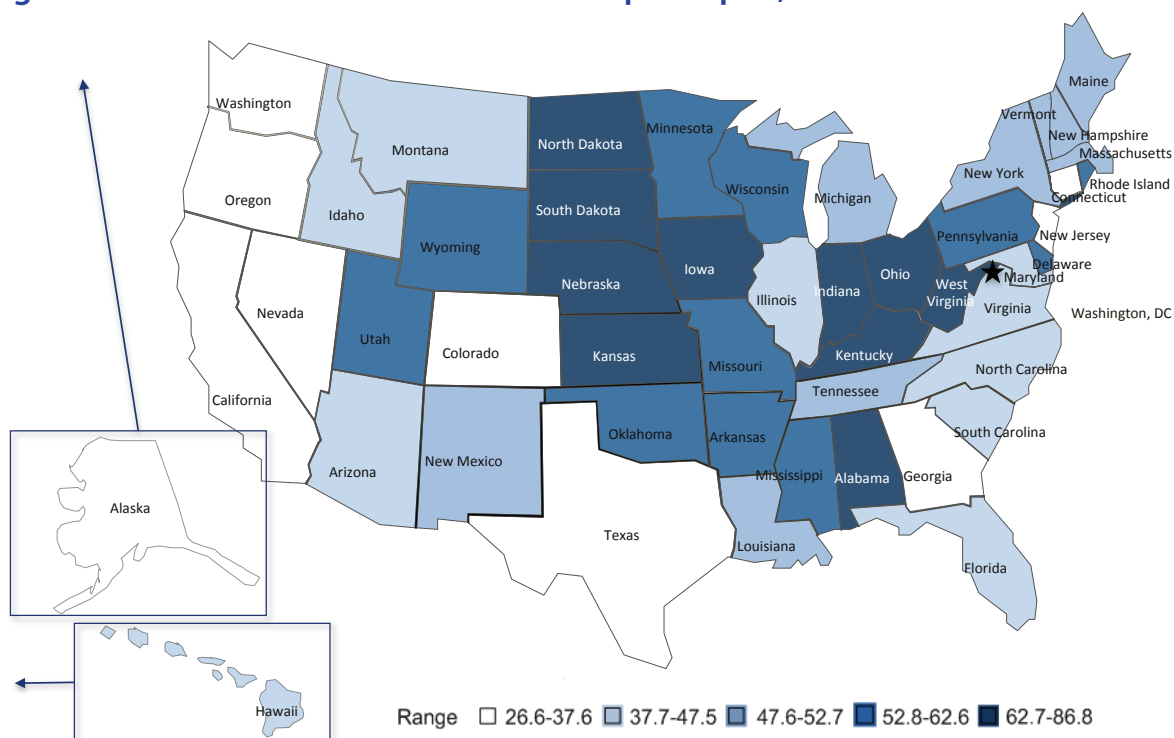 Maine
Washington
Vermont
Minnesota
New Hampshire
North Dakota
Montana
Massachusetts
New York
Rhode Island
Wisconsin
Michigan
Connecticut
Oregon
South Dakota
Idaho
Pennsylvania
New Jersey
Wyoming
Delaware
Iowa
Ohio
Maryland
West
Virginia
Nebraska
Indiana
Illinois
Virginia
Nevada
Washington, DC
Utah
Colorado
Kansas
Kentucky
Missouri
North Carolina
Tennessee
California
Oklahoma
Arkansas
South Carolina
New Mexico
Arizona
Mississippi
Alabama
Georgia
Alaska
Texas
Louisiana
Florida
Hawaii
Range 26.6-37.6 37.7-47.5 47.6-52.7 52.8-62.6 62.7-86.8